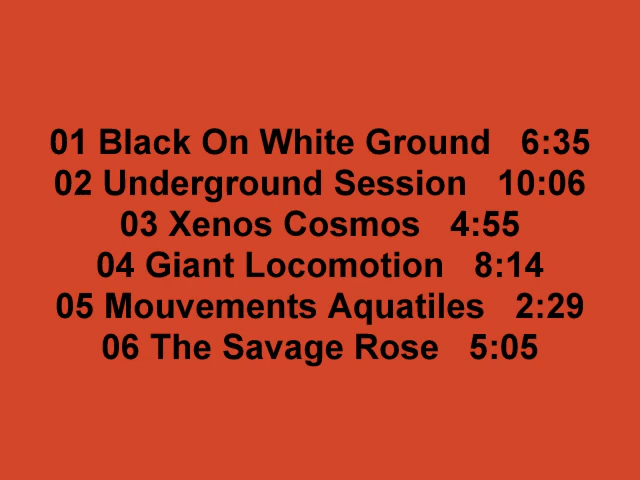 01 Black On White Ground   6:35
02 Underground Session   10:06
03 Xenos Cosmos   4:55
04 Giant Locomotion   8:14
05 Mouvements Aquatiles   2:29
06 The Savage Rose   5:05